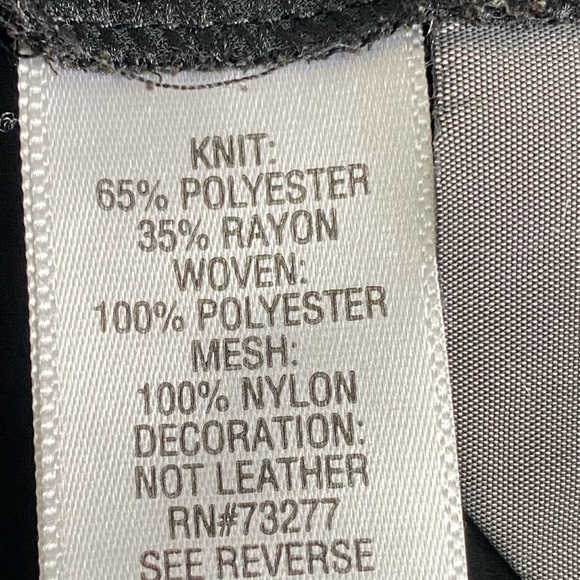 KNIT:
65% POLYESTER
35% RAYON
WOVEN:
100% POLYESTER
MESH:
100% NYLON
DECORATION:
NOT LEATHER
RN#73277
SEE REVERSE